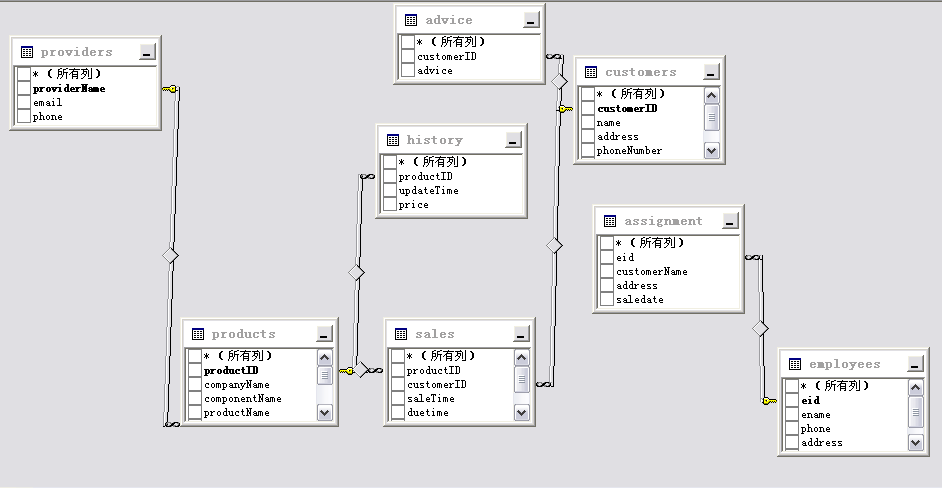 advice
* (所有列)
customerID
advice
providers
* (所有列)
providerName
email
phone
customers
* (所有列)
customerID
name
address
phoneNumber
history
* (所有列)
productID
updateTime
price
assignment
* (所有列)
eid
customerName
address
saledate
products
* (所有列)
productID
companyName
componentName
productName
sales
* (所有列)
productID
customerID
saleTime
duetime
employees
* (所有列)
eid
ename
phone
address